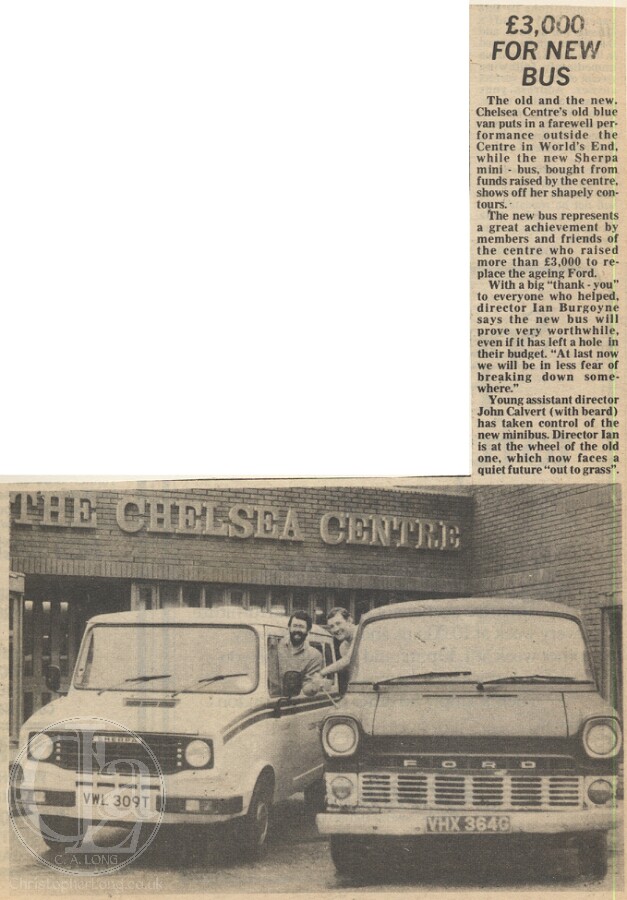 £3,000
FOR NEW
BUS
The old and the new.
Chelsea Centre's old blue
van puts in a farewell per-
formance outside the
Centre in World's End,
while the new Sherpa
mini - bus, bought from
funds raised by the centre,
shows off her shapely con-
tours.
The new bus represents
a great achievement by
members and friends of
the centre who raised
more than £3,000 to re-
place the ageing Ford.
With a big "thank - you"
to everyone who helped,
director Ian Burgoyne
says the new bus will
prove very worthwhile,
even if it has left a hole in
their budget. "At last now
we will be in less fear of
breaking down some-
where."
Young assistant director
John Calvert (with beard)
has taken control of the
new minibus. Director Ian
is at the wheel of the old
one, which now faces a
quiet future "out to grass".
THE CHELSEA CENTRE
SHERPA
FORD
VWL 309T
VHX 364G
C. A. LONG
ChristopherLong.co.uk